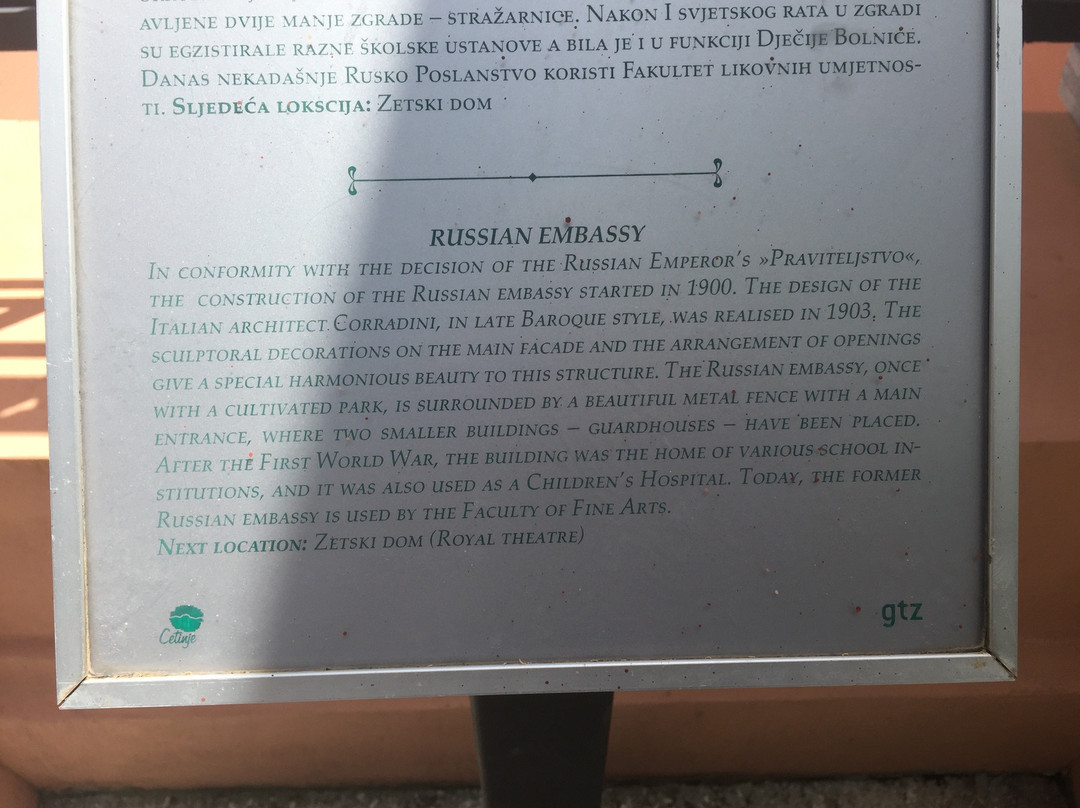 AVLJENE DVIJE MANJE ZGRADE – STRAŽARNICE. NAKON I SVJETSKOG RATA U ZGRADI
SU EGZISTIRALE RAZNE ŠKOLSKE USTANOVE A BILA JE I U FUNKCIJI DJEČIJE BOLNICE.
DANAS NEKADAŠNJE RUSKO POSLANSTVO KORISTI FAKULTET LIKOVNIH UMJETNOS-
TI. SLJEDEĆA LOKSCIJA: ZETSKI DOM
RUSSIAN EMBASSY
IN CONFORMITY WITH THE DECISION OF THE RUSSIAN EMPEROR'S »PRAVITELJSTVO«,
THE CONSTRUCTION OF THE RUSSIAN EMBASSY STARTED IN 1900. THE DESIGN OF THE
ITALIAN ARCHITECT CORRADINI, IN LATE BAROQUE STYLE, WAS REALISED IN 1903. THE
SCULPTORAL DECORATIONS ON THE MAIN FACADE AND THE ARRANGEMENT OF OPENINGS
GIVE A SPECIAL HARMONIOUS BEAUTY TO THIS STRUCTURE. THE RUSSIAN EMBASSY, ONCE
WITH A CULTIVATED PARK, IS SURROUNDED BY A BEAUTIFUL METAL FENCE WITH A MAIN
ENTRANCE, WHERE TWO SMALLER BUILDINGS – GUARDHOUSES – HAVE BEEN PLACED.
AFTER THE FIRST WORLD WAR, THE BUILDING WAS THE HOME OF VARIOUS SCHOOL IN-
STITUTIONS, AND IT WAS ALSO USED AS A CHILDREN'S HOSPITAL. TODAY, THE FORMER
RUSSIAN EMBASSY IS USED BY THE FACULTY OF FINE ARTS.
NEXT LOCATION: ZETSKI DOM (ROYAL THEATRE)
Cetinje
gtz